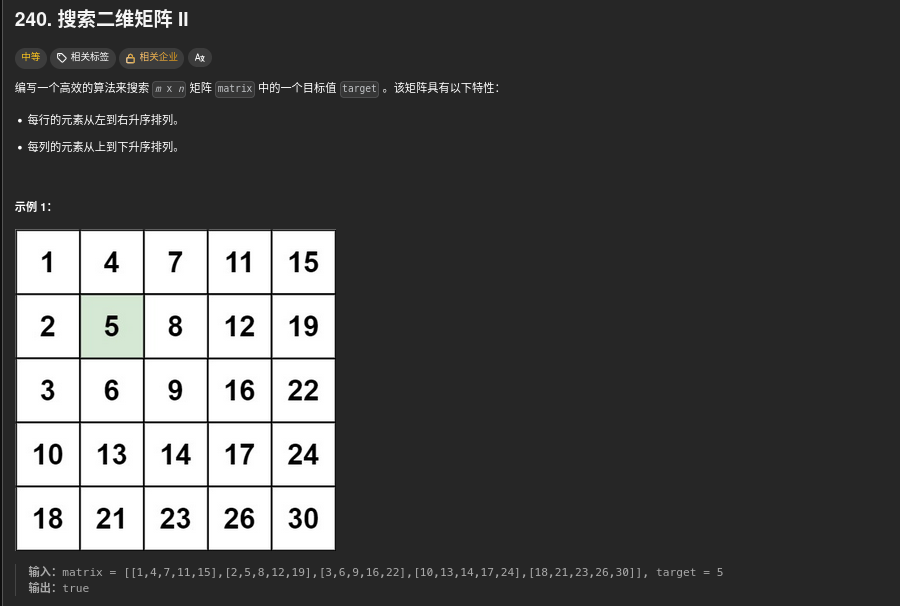 240. 搜索二维矩阵 II
中等 相关标签 相关企业 Aあ
编写一个高效的算法来搜索 m x n 矩阵 matrix 中的一个目标值 target 。该矩阵具有以下特性：
• 每行的元素从左到右升序排列。
• 每列的元素从上到下升序排列。
示例 1：
1 4 7 11 15
2 5 8 12 19
3 6 9 16 22
10 13 14 17 24
18 21 23 26 30
输入：matrix = [[1,4,7,11,15],[2,5,8,12,19],[3,6,9,16,22],[10,13,14,17,24],[18,21,23,26,30]], target = 5
输出：true